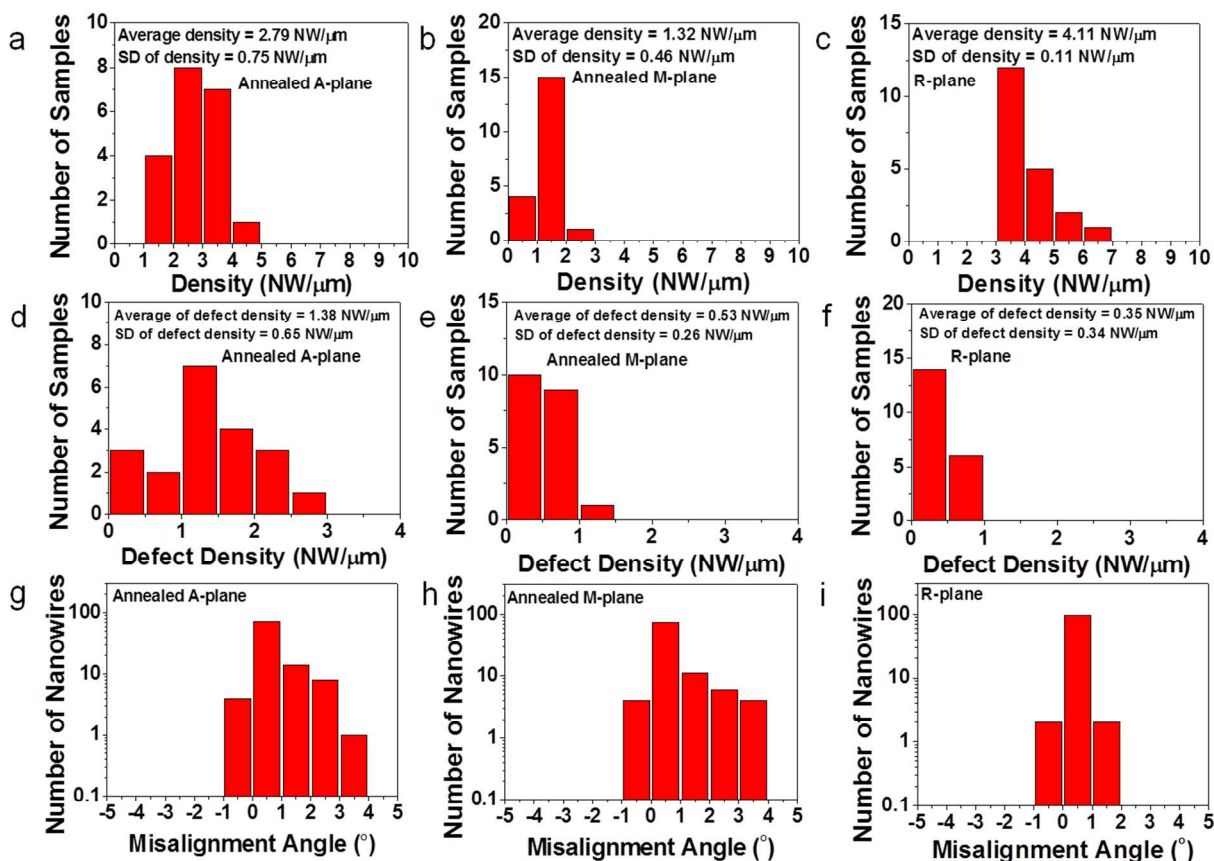 a
Number of Samples
10
8
6
4
2
0
Average density = 2.79 NW/μm
SD of density = 0.75 NW/μm
Annealed A-plane
0 1 2 3 4 5 6 7 8 9 10
Density (NW/μm)
b
Number of Samples
20
15
10
5
0
Average density = 1.32 NW/μm
SD of density = 0.46 NW/μm
Annealed M-plane
0 1 2 3 4 5 6 7 8 9 10
Density (NW/μm)
c
Number of Samples
15
10
5
0
Average density = 4.11 NW/μm
SD of density = 0.11 NW/μm
R-plane
0 1 2 3 4 5 6 7 8 9 10
Density (NW/μm)
d
Number of Samples
10
8
6
4
2
0
Average of defect density = 1.38 NW/μm
SD of defect density = 0.65 NW/μm
Annealed A-plane
0 1 2 3 4
Defect Density (NW/μm)
e
Number of Samples
15
10
5
0
Average of defect density = 0.53 NW/μm
SD of defect density = 0.26 NW/μm
Annealed M-plane
0 1 2 3 4
Defect Density (NW/μm)
f
Number of Samples
20
18
16
14
12
10
8
6
4
2
0
Average of defect density = 0.35 NW/μm
SD of defect density = 0.34 NW/μm
R-plane
0 1 2 3 4
Defect Density (NW/μm)
g
Number of Nanowires
100
10
1
0.1
Annealed A-plane
-5 -4 -3 -2 -1 0 1 2 3 4 5
Misalignment Angle (°)
h
Number of Nanowires
100
10
1
0.1
Annealed M-plane
-5 -4 -3 -2 -1 0 1 2 3 4 5
Misalignment Angle (°)
i
Number of Nanowires
100
10
1
0.1
R-plane
-5 -4 -3 -2 -1 0 1 2 3 4 5
Misalignment Angle (°)